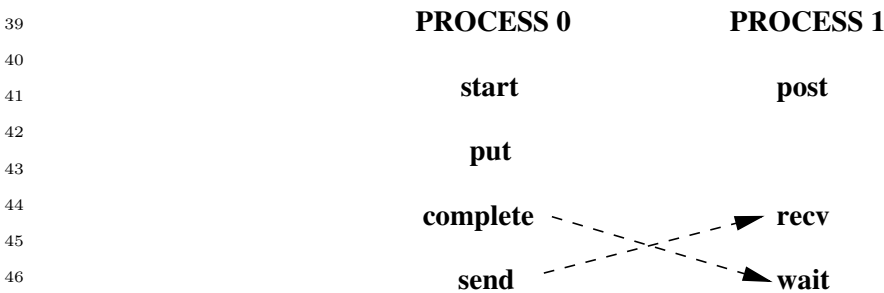 39 PROCESS 0 PROCESS 1
40
41 start post
42
43 put
44 complete recv
45
46 send wait